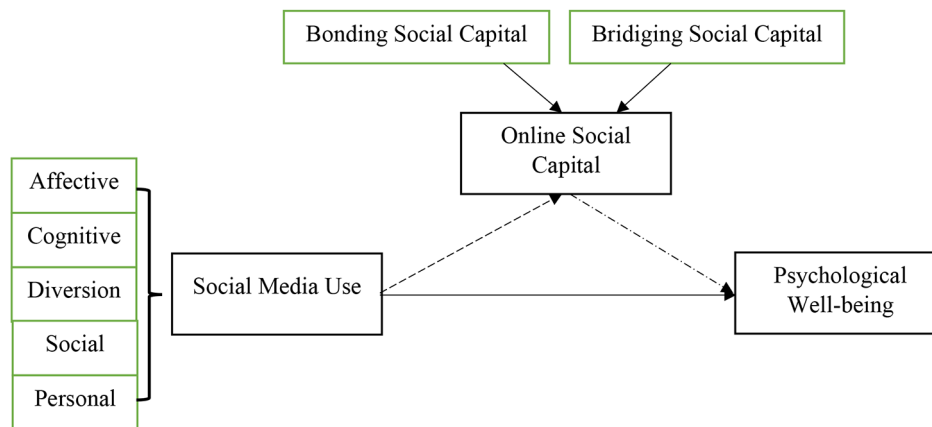 Bonding Social Capital
Bridiging Social Capital
Online Social
Capital
Affective
Cognitive
Diversion
Social
Personal
Social Media Use
Psychological
Well-being